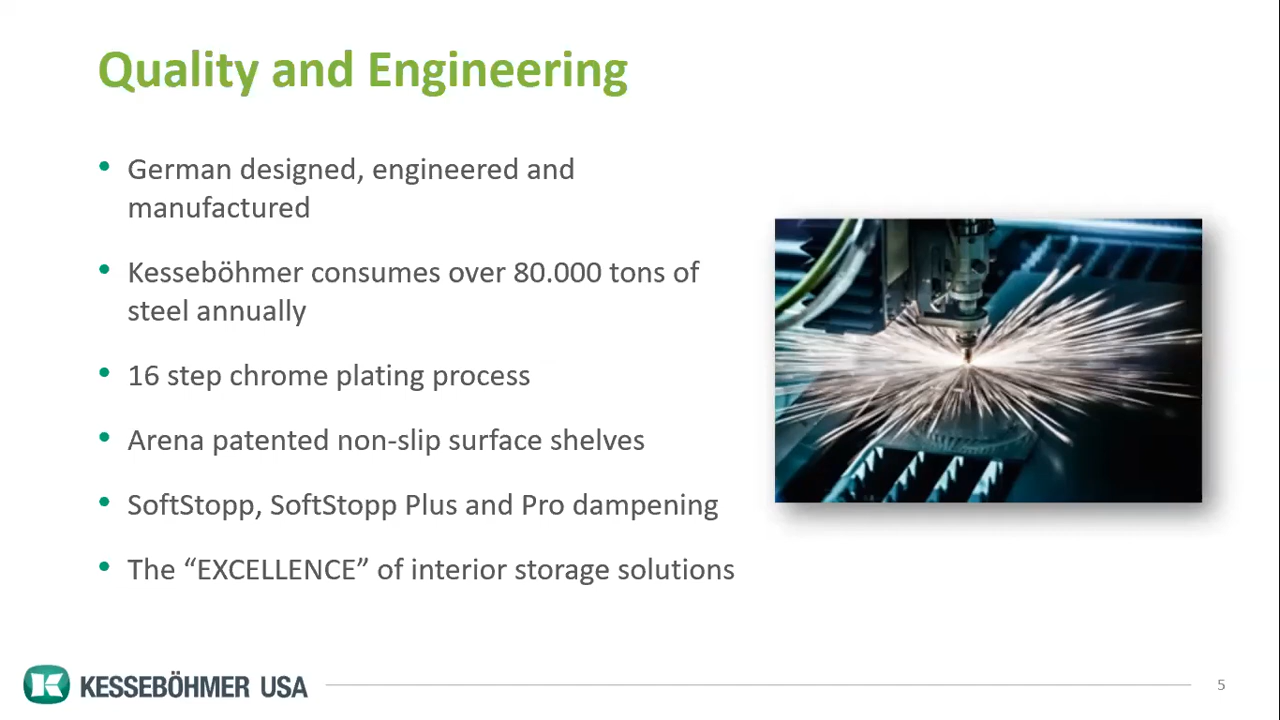 Quality and Engineering
• German designed, engineered and
manufactured
• Kesseböhmer consumes over 80.000 tons of
steel annually
• 16 step chrome plating process
• Arena patented non-slip surface shelves
• SoftStopp, SoftStopp Plus and Pro dampening
• The “EXCELLENCE” of interior storage solutions
KESSEBÖHMER USA
5